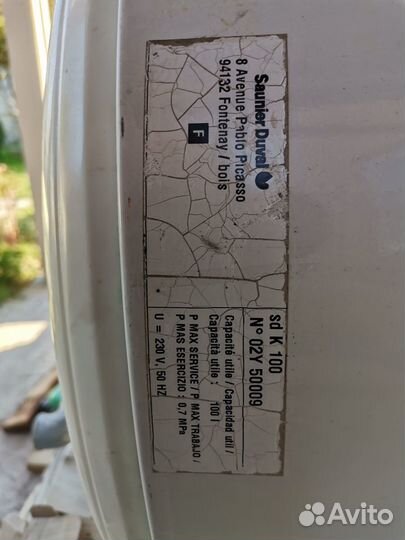 Saunier Duval
8 Avenue Pablo Picasso
94132 Fontenay / bois
F
sd K 100
N° 02Y 50009
Capacité utile / Capacidad util /
Capacità utile : 100 l
P MAX SERVICE / P. MAX TRABAJO /
P MAS ESERCIZIO : 0,7 MPa
U = 230 V, 50 HZ
Avito